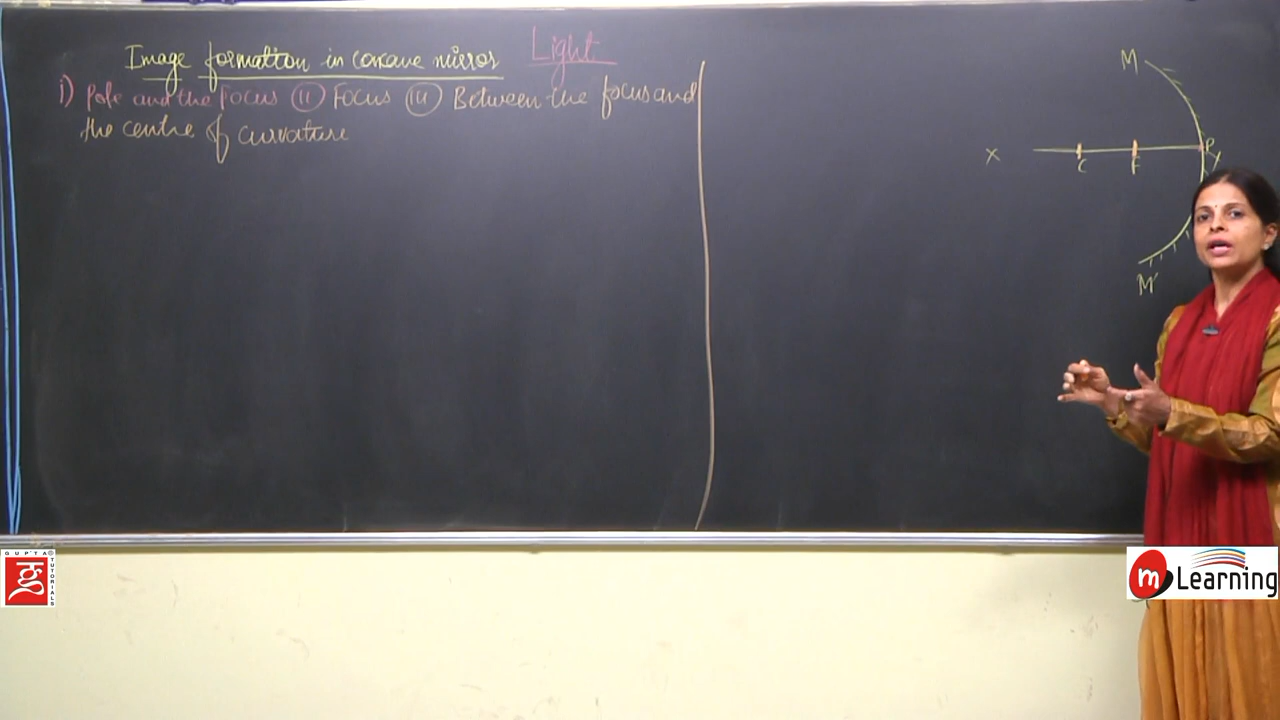 Light
Image formation in concave mirror
i) Pole and the Focus (ii) Focus (iii) Between the focus and
the centre of curvature
M
X C F P Y
M'
GUPTA TUTORIALS
m Learning